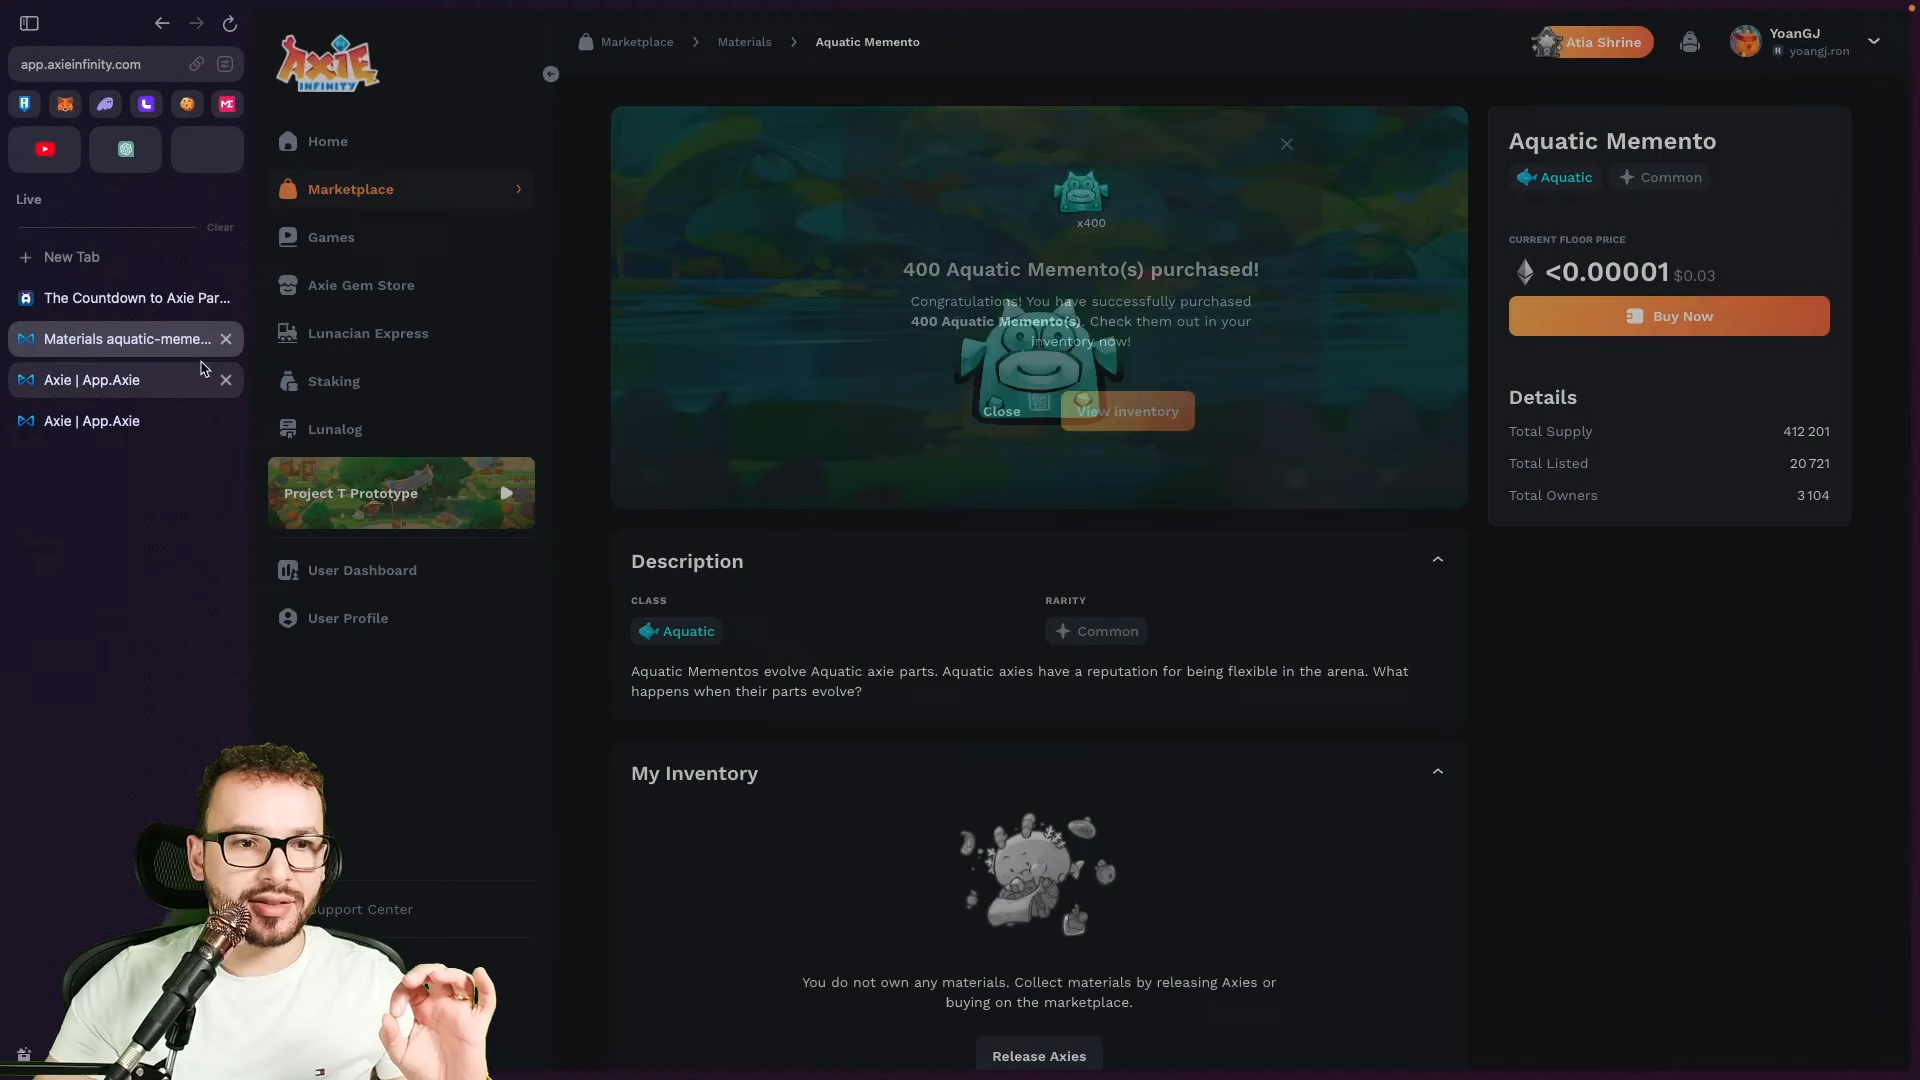 app.axieinfinity.com
Live
Clear
New Tab
The Countdown to Axie Par...
Materials aquatic-meme...
Axie | App.Axie
Axie | App.Axie
AXIE
INFINITY
Home
Marketplace
Games
Axie Gem Store
Lunacian Express
Staking
Lunalog
Project T Prototype
User Dashboard
User Profile
Support Center
Marketplace > Materials > Aquatic Memento
Atia Shrine
YoanGJ
yoangj.ron
x400
400 Aquatic Memento(s) purchased!
Congratulations! You have successfully purchased
400 Aquatic Memento(s). Check them out in your
inventory now!
Close
View inventory
Aquatic Memento
Aquatic
Common
CURRENT FLOOR PRICE
<0.00001 $0.03
Buy Now
Details
Total Supply 412 201
Total Listed 20 721
Total Owners 3 104
Description
CLASS
RARITY
Aquatic
Common
Aquatic Mementos evolve Aquatic axie parts. Aquatic axies have a reputation for being flexible in the arena. What
happens when their parts evolve?
My Inventory
You do not own any materials. Collect materials by releasing Axies or
buying on the marketplace.
Release Axies